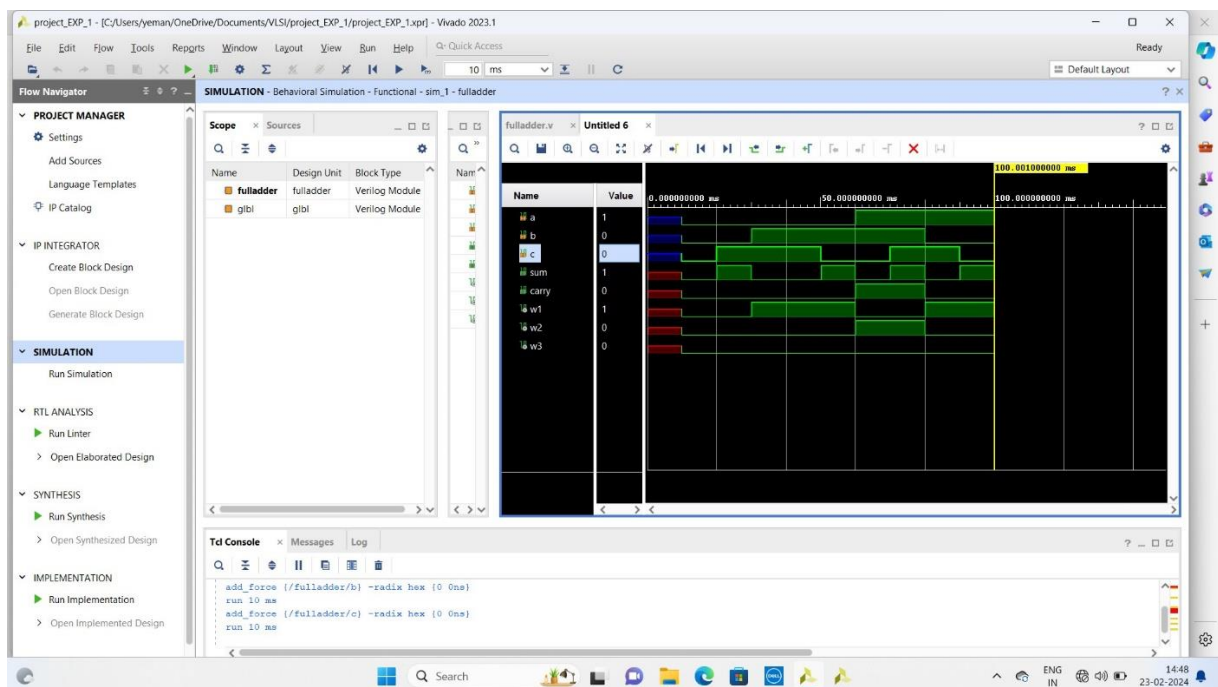 project_EXP_1 - [C:/Users/yeman/OneDrive/Documents/VLSI/project_EXP_1/project_EXP_1.xpr] - Vivado 2023.1
File Edit Flow Tools Reports Window Layout View Run Help Q- Quick Access Ready
10 ms Default Layout
Flow Navigator
PROJECT MANAGER
Settings
Add Sources
Language Templates
IP Catalog
IP INTEGRATOR
Create Block Design
Open Block Design
Generate Block Design
SIMULATION
Run Simulation
RTL ANALYSIS
Run Linter
Open Elaborated Design
SYNTHESIS
Run Synthesis
Open Synthesized Design
IMPLEMENTATION
Run Implementation
Open Implemented Design
SIMULATION - Behavioral Simulation - Functional - sim_1 - fulladder
Scope Sources
Name Design Unit Block Type
fulladder fulladder Verilog Module
glbl glbl Verilog Module
Nam
fulladder.v Untitled 6
100.001000000 ms
Name Value 0.000000000 ms 50.000000000 ms 100.000000000 ms
a 1
b 0
c 0
sum 1
carry 0
w1 1
w2 0
w3 0
Tcl Console Messages Log
add_force {/fulladder/b} -radix hex {0 0ns}
run 10 ms
add_force {/fulladder/c} -radix hex {0 0ns}
run 10 ms
Search
ENG
IN
14:48
23-02-2024